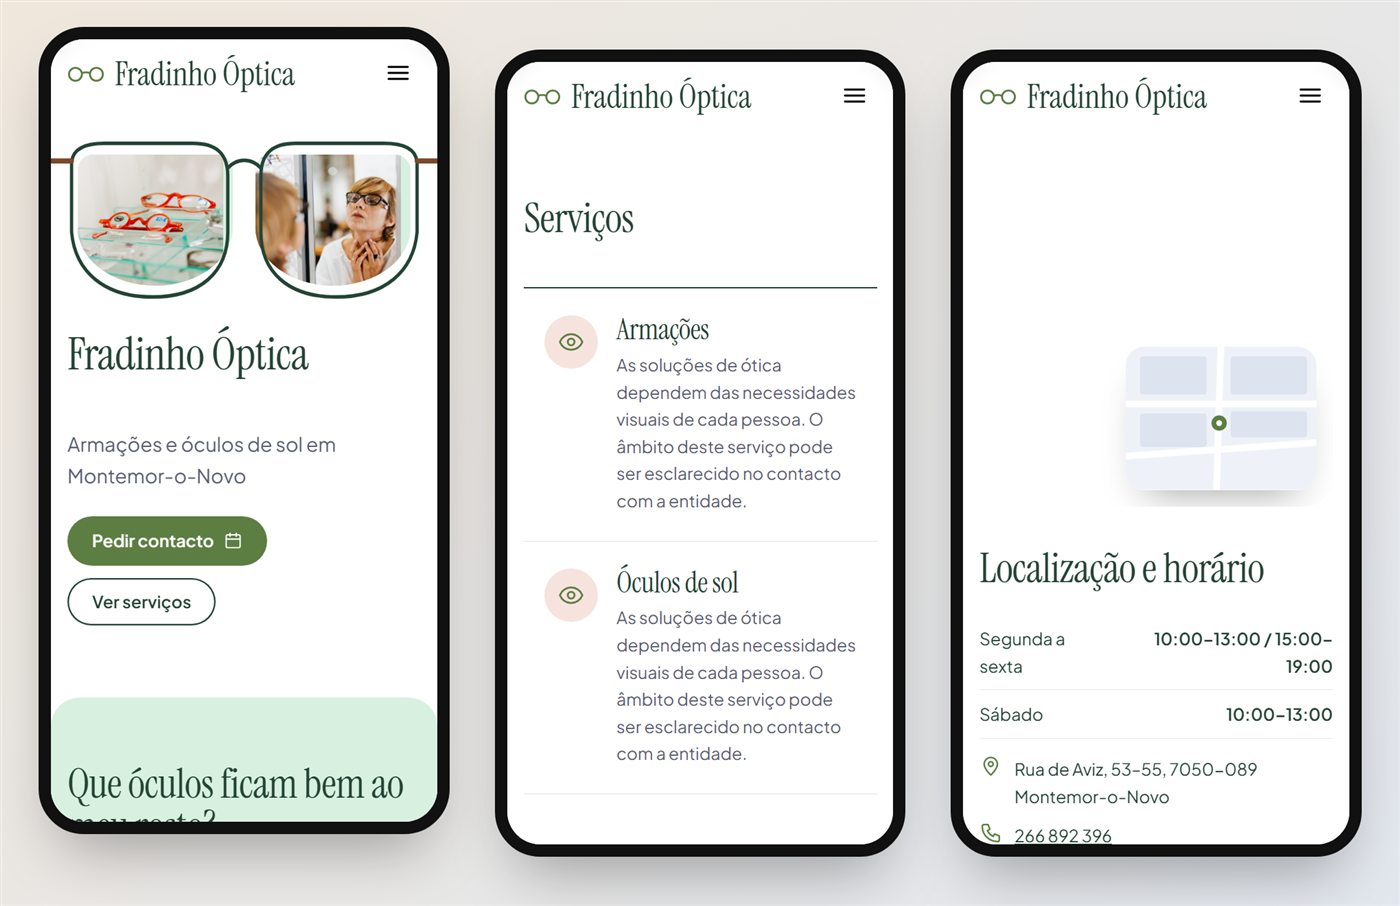 Fradinho Óptica
Fradinho Óptica
Armações e óculos de sol em
Montemor-o-Novo
Pedir contacto
Ver serviços
Que óculos ficam bem ao
meu rosto?
Fradinho Óptica
Serviços
Armações
As soluções de ótica
dependem das necessidades
visuais de cada pessoa. O
âmbito deste serviço pode
ser esclarecido no contacto
com a entidade.
Óculos de sol
As soluções de ótica
dependem das necessidades
visuais de cada pessoa. O
âmbito deste serviço pode
ser esclarecido no contacto
com a entidade.
Fradinho Óptica
Localização e horário
Segunda a
sexta
10:00–13:00 / 15:00–
19:00
Sábado
10:00–13:00
Rua de Aviz, 53–55, 7050-089
Montemor-o-Novo
266 892 396